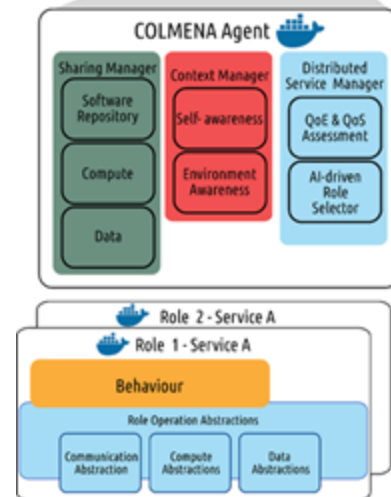 COLMENA Agent
Sharing Manager
Software
Repository
Compute
Data
Context Manager
Self- awareness
Environment
Awareness
Distributed
Service Manager
QoE & QoS
Assessment
AI-driven
Role
Selector
Role 2 - Service A
Role 1 - Service A
Behaviour
Role Operation Abstractions
Communication
Abstraction
Compute
Abstractions
Data
Abstractions